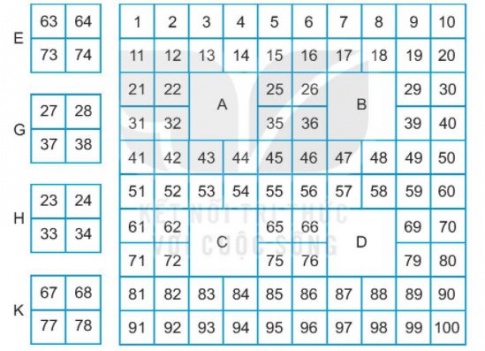 E
63 64
73 74
G
27 28
37 38
H
23 24
33 34
K
67 68
77 78
1 2 3 4 5 6 7 8 9 10
11 12 13 14 15 16 17 18 19 20
21 22 25 26 29 30
A B
31 32 35 36 39 40
41 42 43 44 45 46 47 48 49 50
51 52 53 54 55 56 57 58 59 60
KẾT NỐI TRI THỨC
61 62 65 66 69 70
C D
VỚI CUỘC SỐNG
71 72 75 76 79 80
81 82 83 84 85 86 87 88 89 90
91 92 93 94 95 96 97 98 99 100